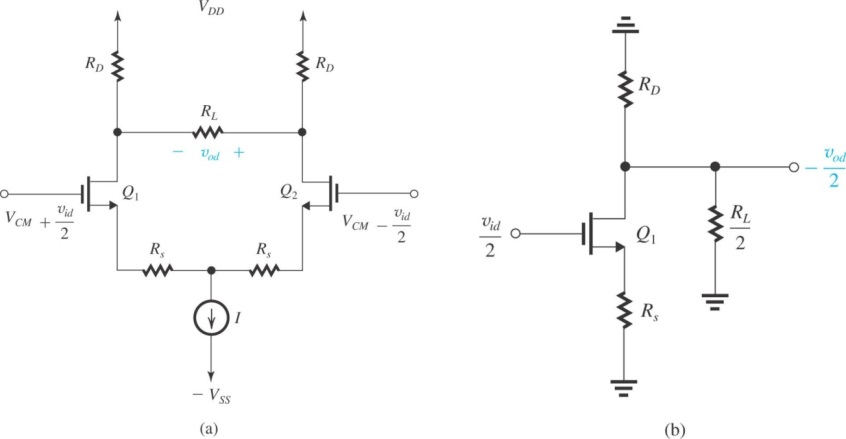 V_DD
R_D
R_D
R_L
− v_od +
Q_1
Q_2
V_CM + v_id/2
V_CM − v_id/2
R_s
R_s
I
− V_SS
(a)
R_D
− v_od/2
v_id/2
Q_1
R_L/2
R_s
(b)